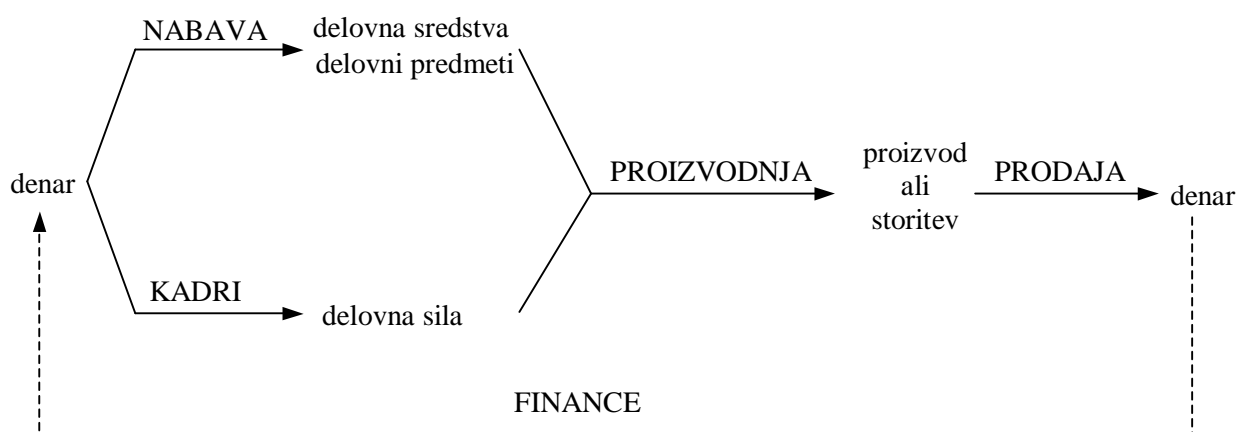 NABAVA
delovna sredstva
delovni predmeti
denar
PROIZVODNJA
proizvod
ali
storitev
PRODAJA
denar
KADRI
delovna sila
FINANCE